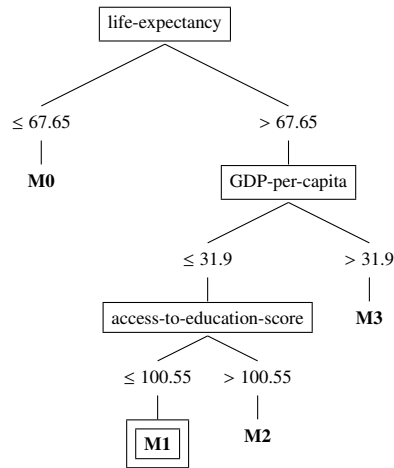 life-expectancy
≤ 67.65 > 67.65
M0 GDP-per-capita
≤ 31.9 > 31.9
access-to-education-score M3
≤ 100.55 > 100.55
M1 M2